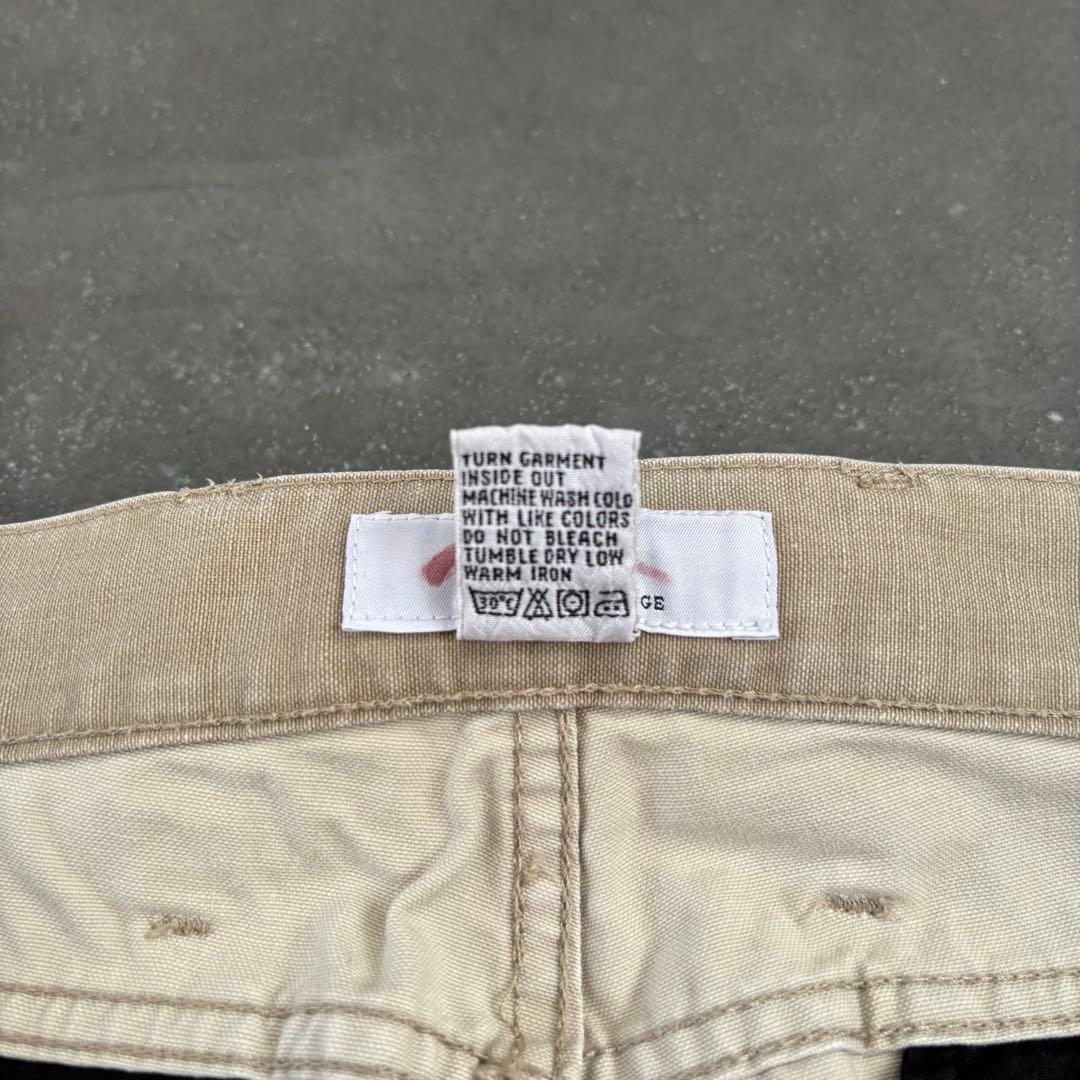 TURN GARMENT
INSIDE OUT
MACHINE WASH COLD
WITH LIKE COLORS
DO NOT BLEACH
TUMBLE DRY LOW
WARM IRON
30°C
GE